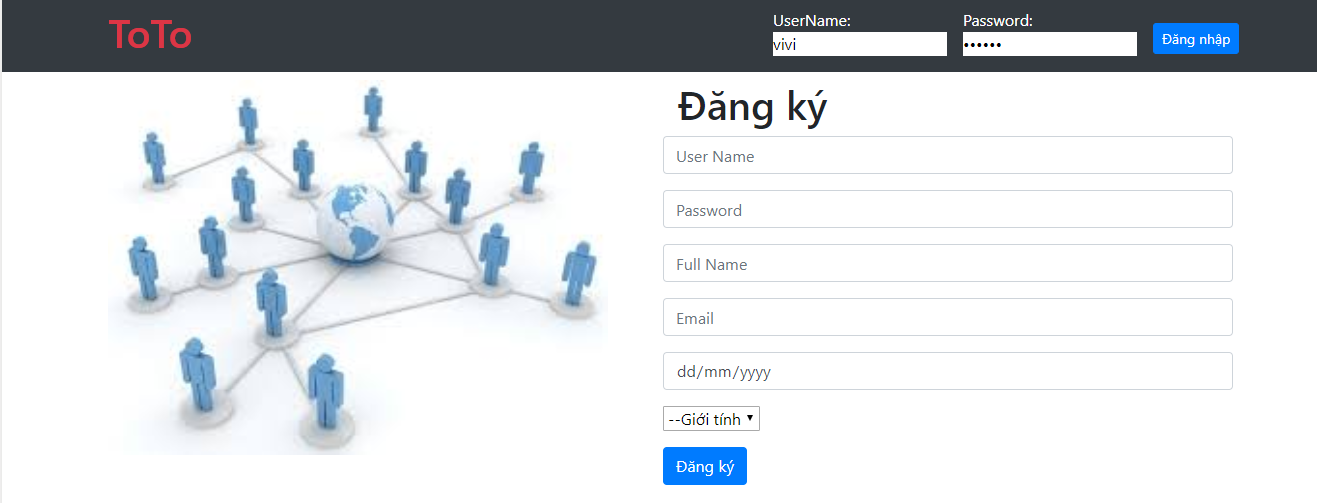 ToTo
UserName:
Password:
vivi
••••••
Đăng nhập
Đăng ký
User Name
Password
Full Name
Email
dd/mm/yyyy
--Giới tính
Đăng ký